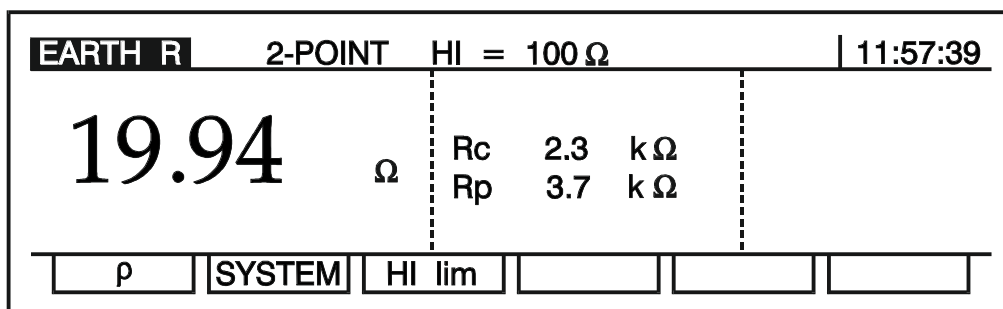 EARTH R 2-POINT HI = 100 Ω 11:57:39
19.94 Ω
Rc 2.3 kΩ
Rp 3.7 kΩ
ρ SYSTEM HI lim